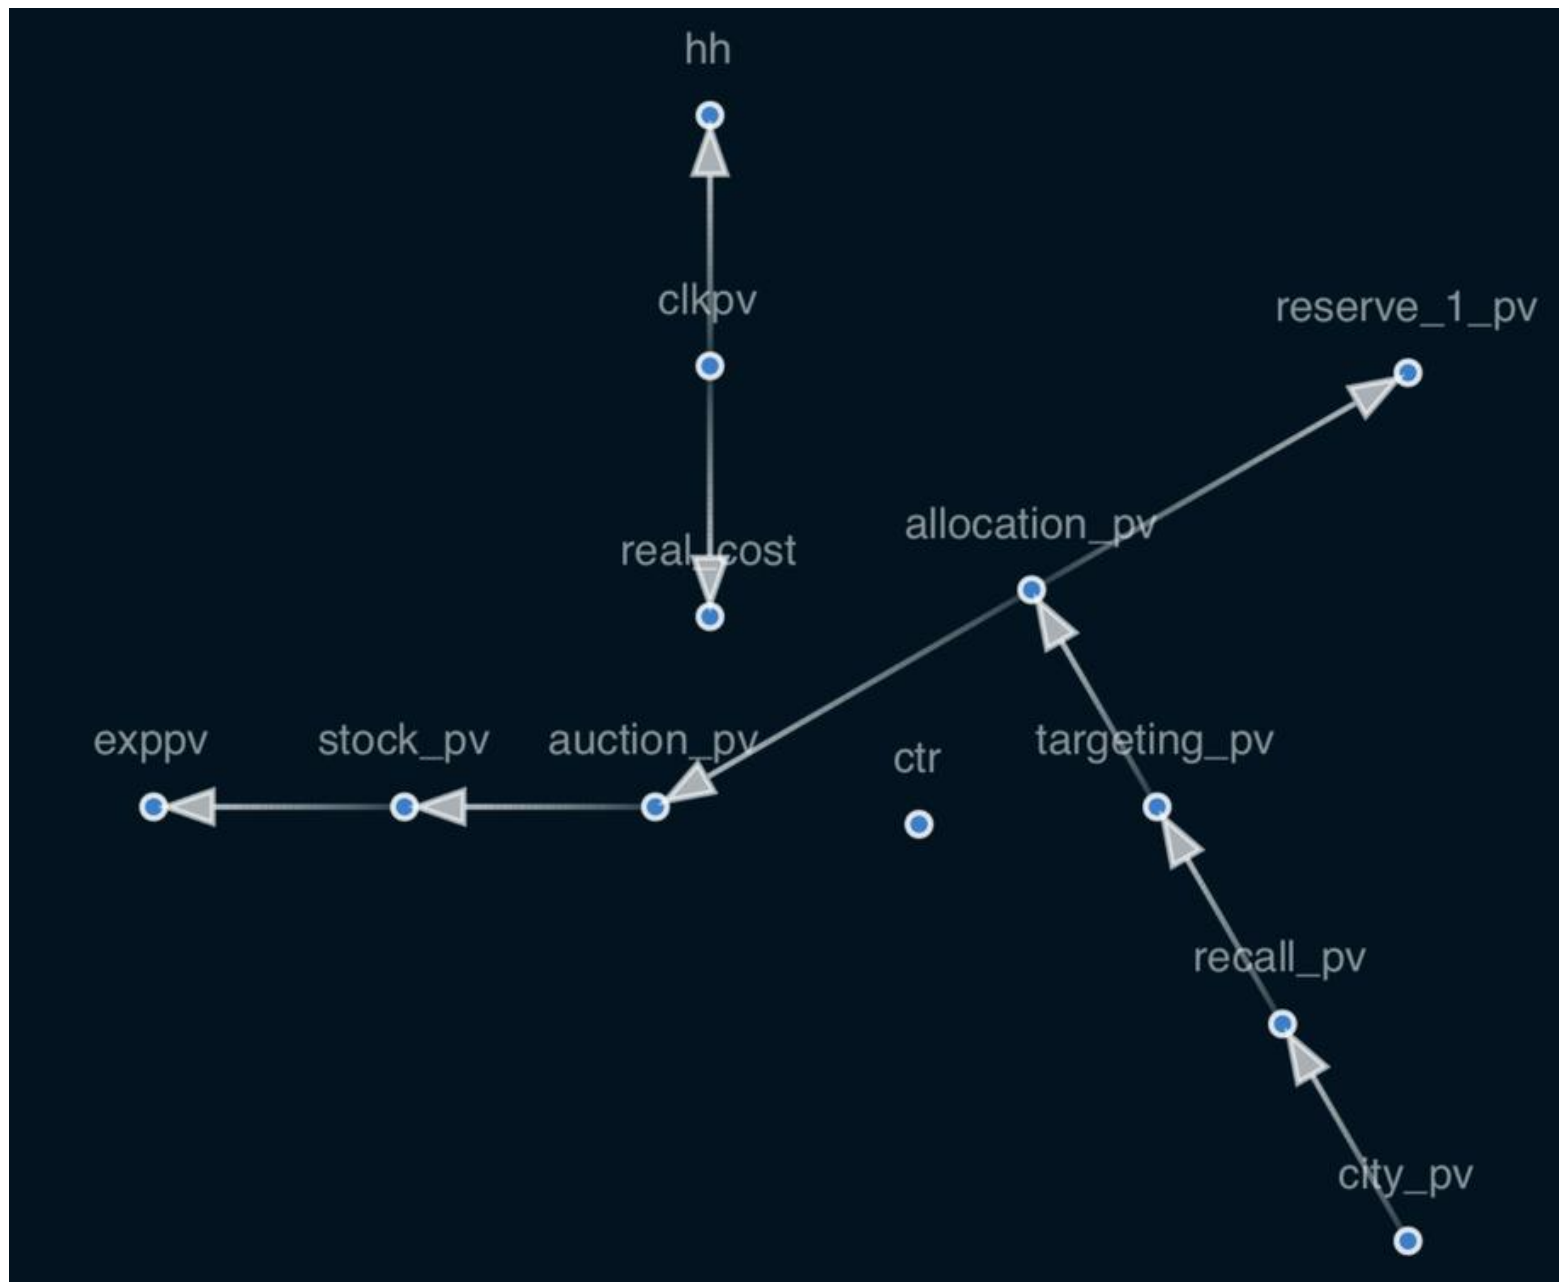 hh
clkpv
reserve_1_pv
allocation_pv
real_cost
exppv
stock_pv
auction_pv
ctr
targeting_pv
recall_pv
city_pv